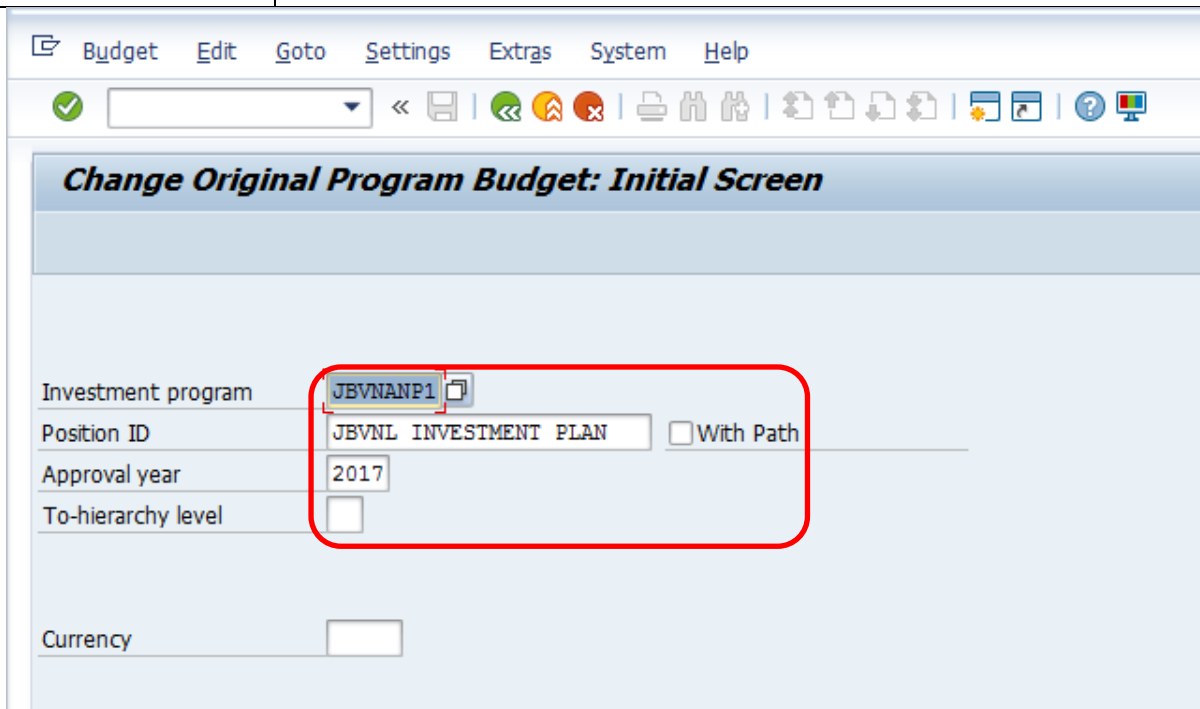 Budget Edit Goto Settings Extras System Help
Change Original Program Budget: Initial Screen
Investment program JBVNANP1
Position ID JBVNL INVESTMENT PLAN With Path
Approval year 2017
To-hierarchy level
Currency